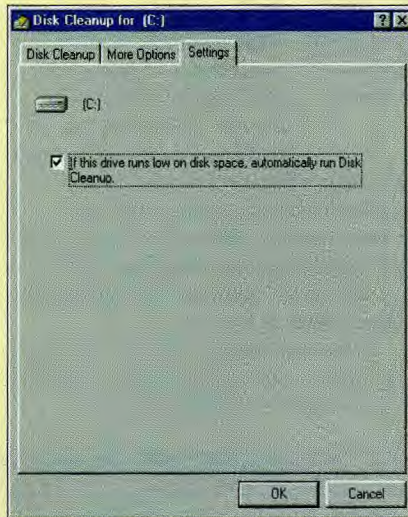 Disk Cleanup for (C:)
Disk Cleanup
More Options
Settings
(C:)
If this drive runs low on disk space, automatically run Disk
Cleanup.
OK
Cancel